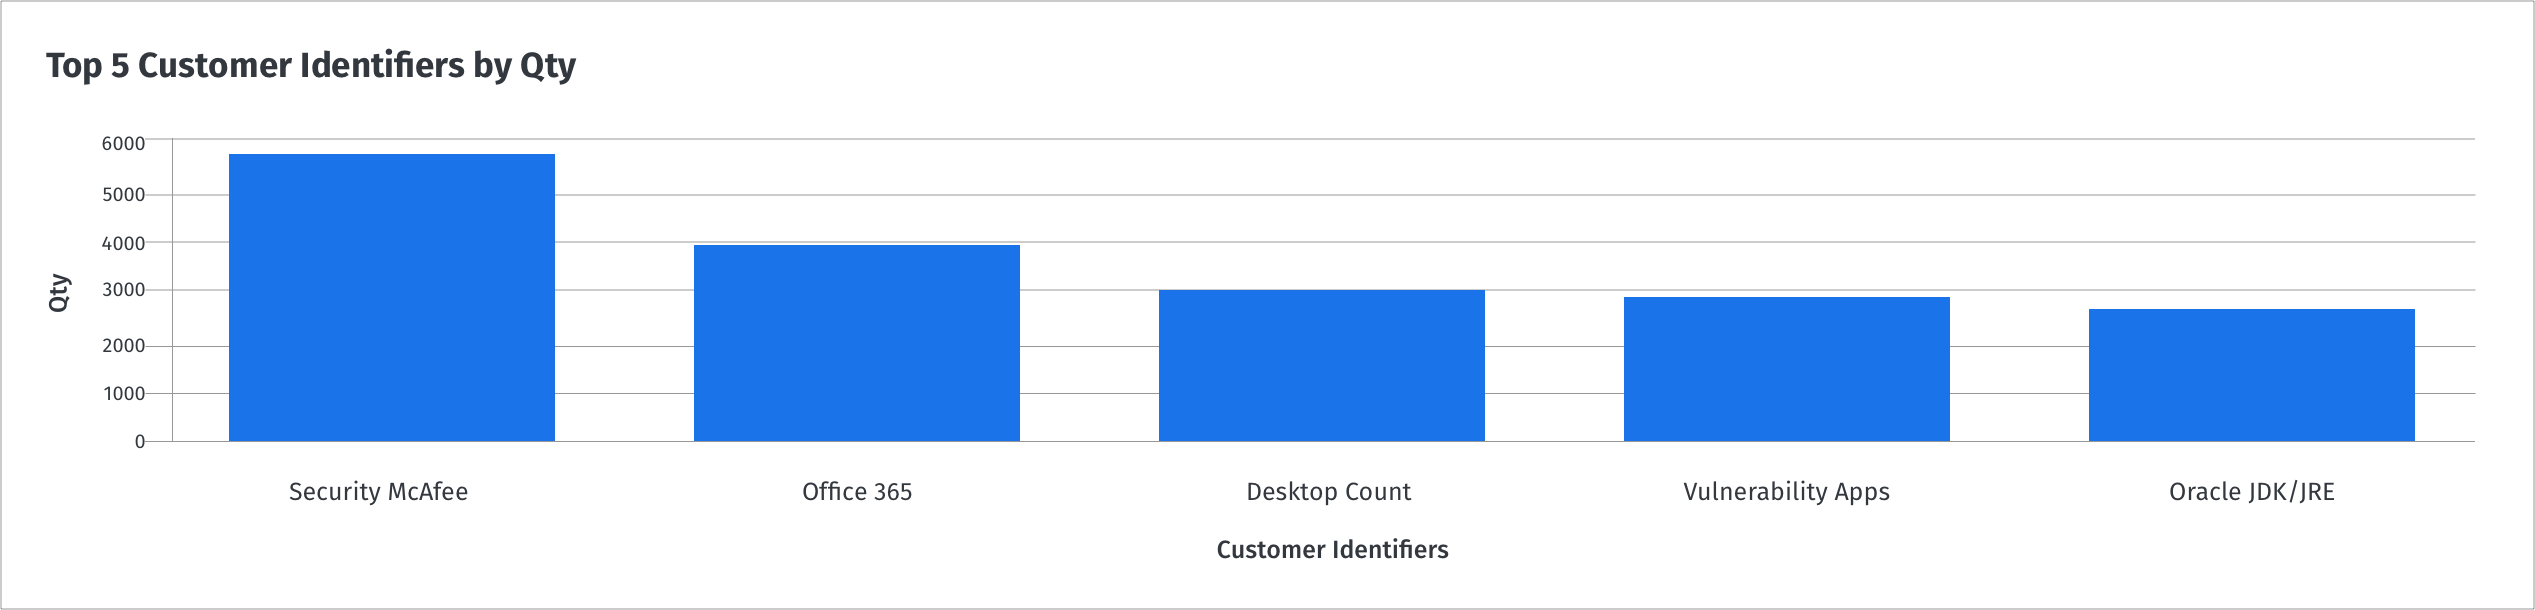 Top 5 Customer Identifiers by Qty
6000
5000
4000
3000
2000
1000
0
Qty
Security McAfee
Office 365
Desktop Count
Vulnerability Apps
Oracle JDK/JRE
Customer Identifiers